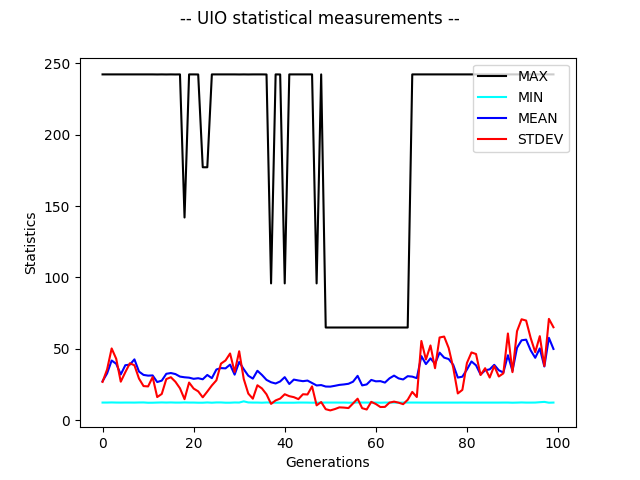 -- UIO statistical measurements --
250
200
150
100
50
0
Statistics
MAX
MIN
MEAN
STDEV
0 20 40 60 80 100
Generations